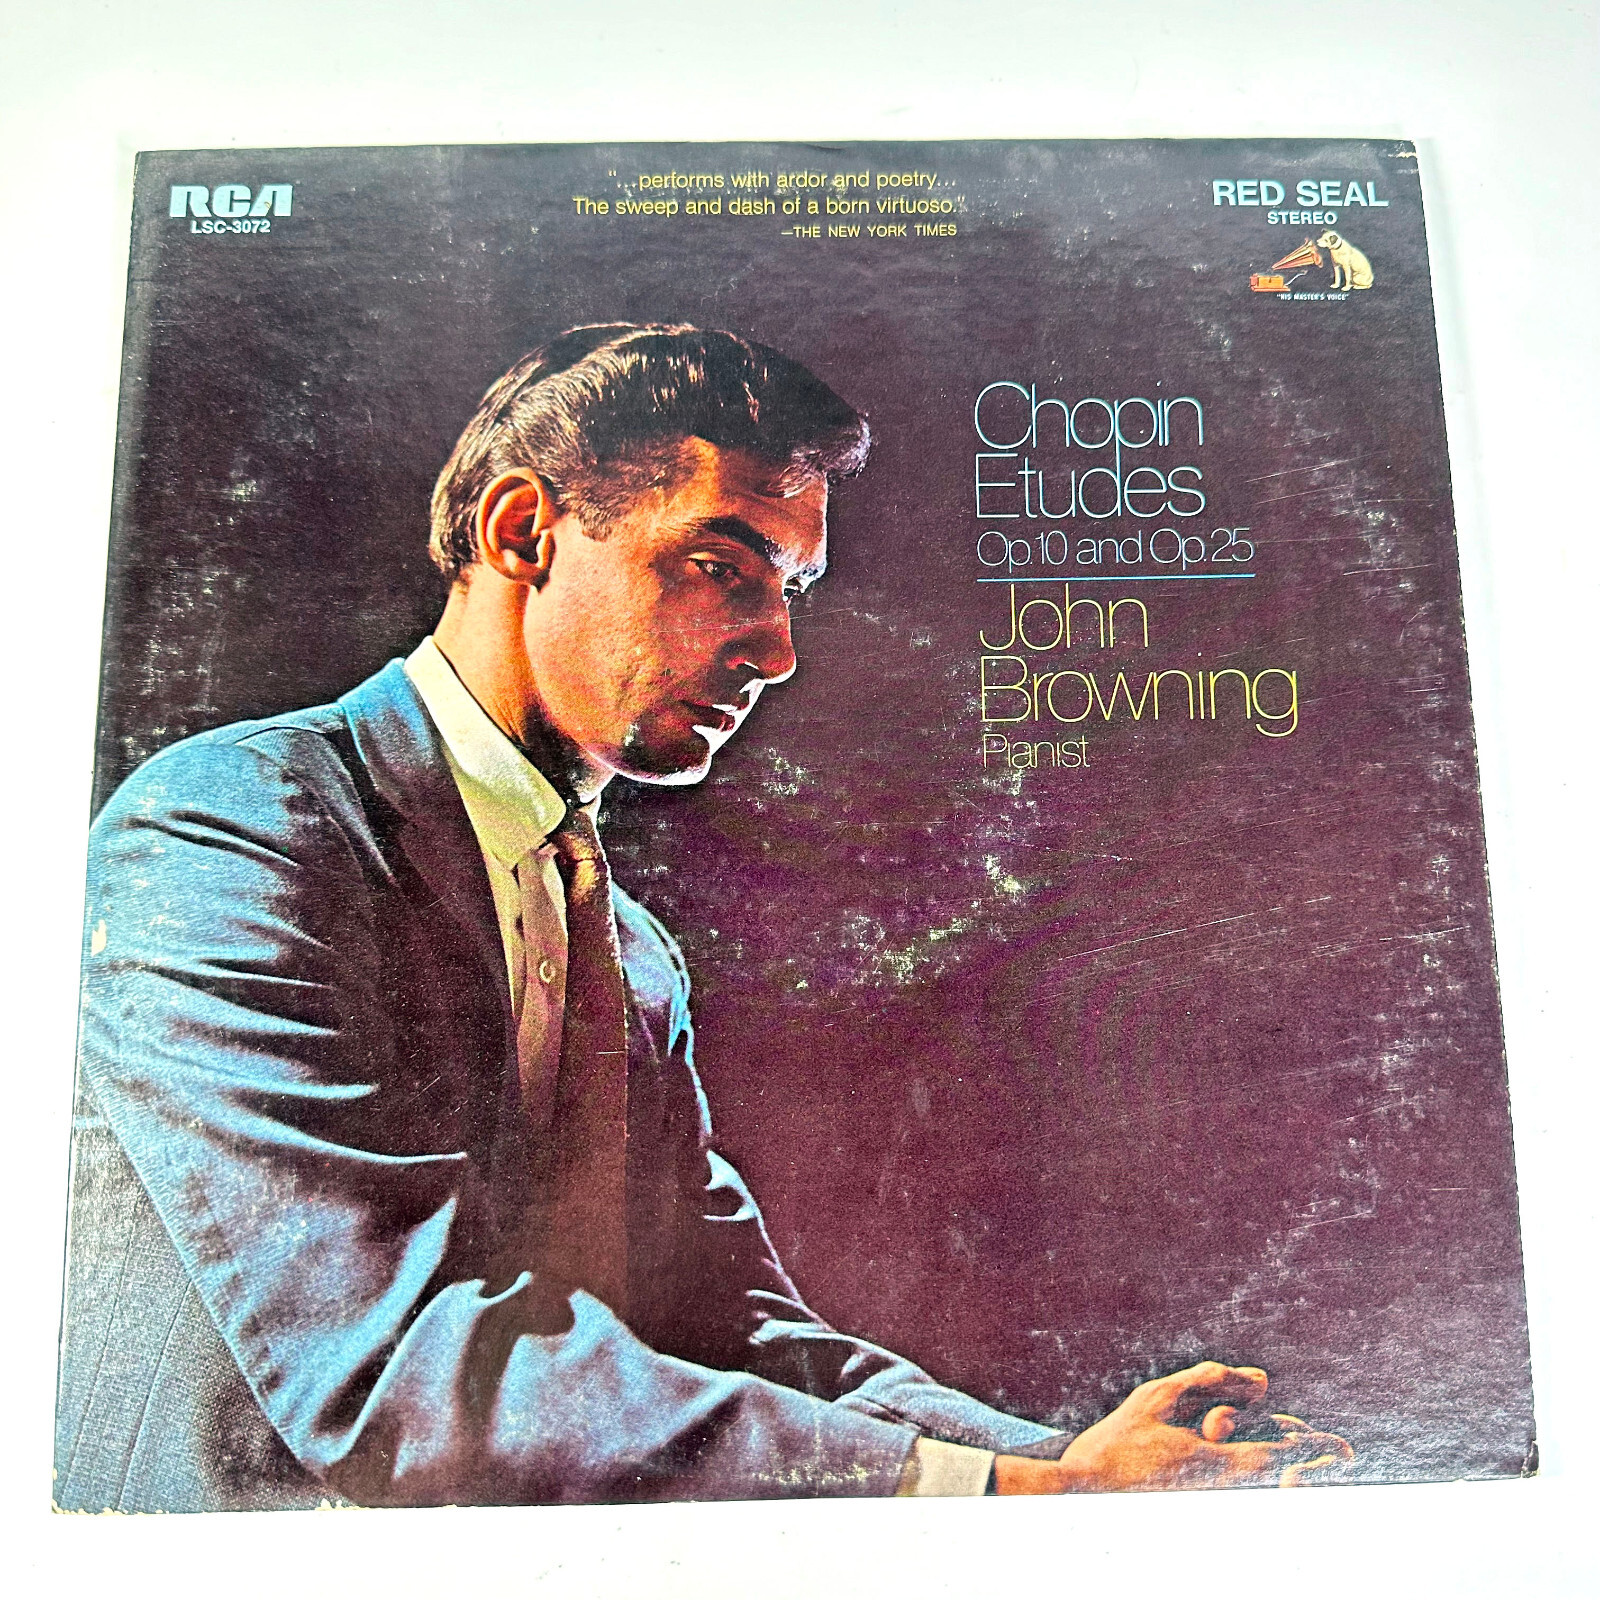 RCA
LSC-3072
"...performs with ardor and poetry...
The sweep and dash of a born virtuoso."
—THE NEW YORK TIMES
RED SEAL
STEREO
"HIS MASTER'S VOICE"
Chopin
Etudes
Op.10 and Op.25
John
Browning
Pianist